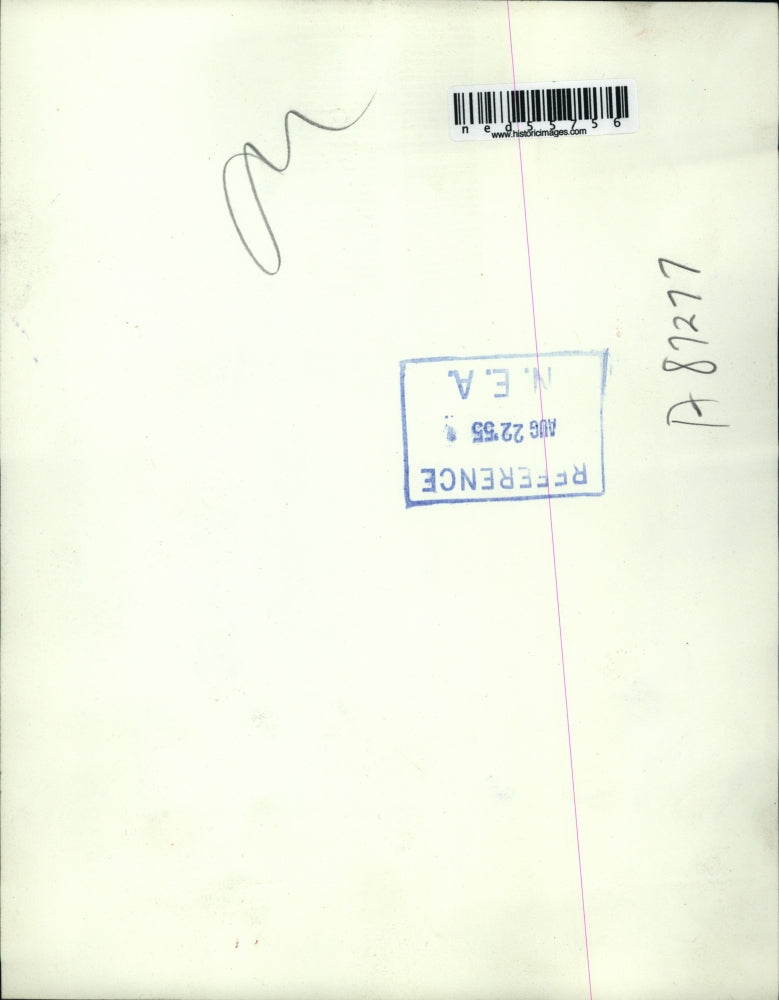 ned55756
www.historicimages.com
A 87277
REFERENCE
AUG 22'55
N.E.A.